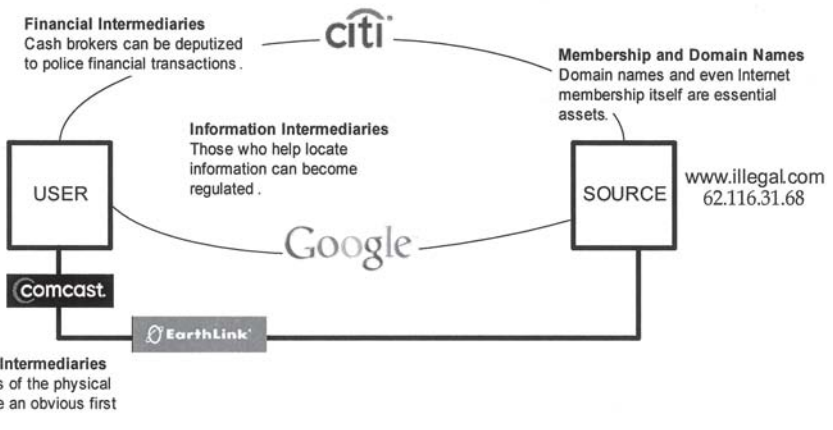 Financial Intermediaries
Cash brokers can be deputized
to police financial transactions .
citi
Membership and Domain Names
Domain names and even Internet
membership itself are essential
assets.
Information Intermediaries
Those who help locate
information can become
regulated .
USER
SOURCE
www.illegal.com
62.116.31.68
Google
comcast.
EarthLink
Intermediaries
of the physical
an obvious first